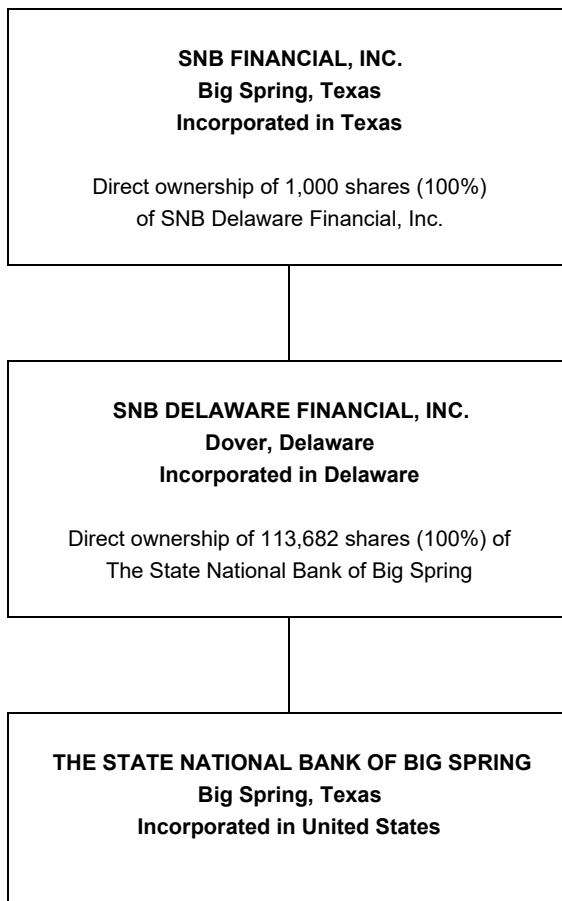 SNB FINANCIAL, INC.
Big Spring, Texas
Incorporated in Texas
Direct ownership of 1,000 shares (100%)
of SNB Delaware Financial, Inc.
SNB DELAWARE FINANCIAL, INC.
Dover, Delaware
Incorporated in Delaware
Direct ownership of 113,682 shares (100%) of
The State National Bank of Big Spring
THE STATE NATIONAL BANK OF BIG SPRING
Big Spring, Texas
Incorporated in United States